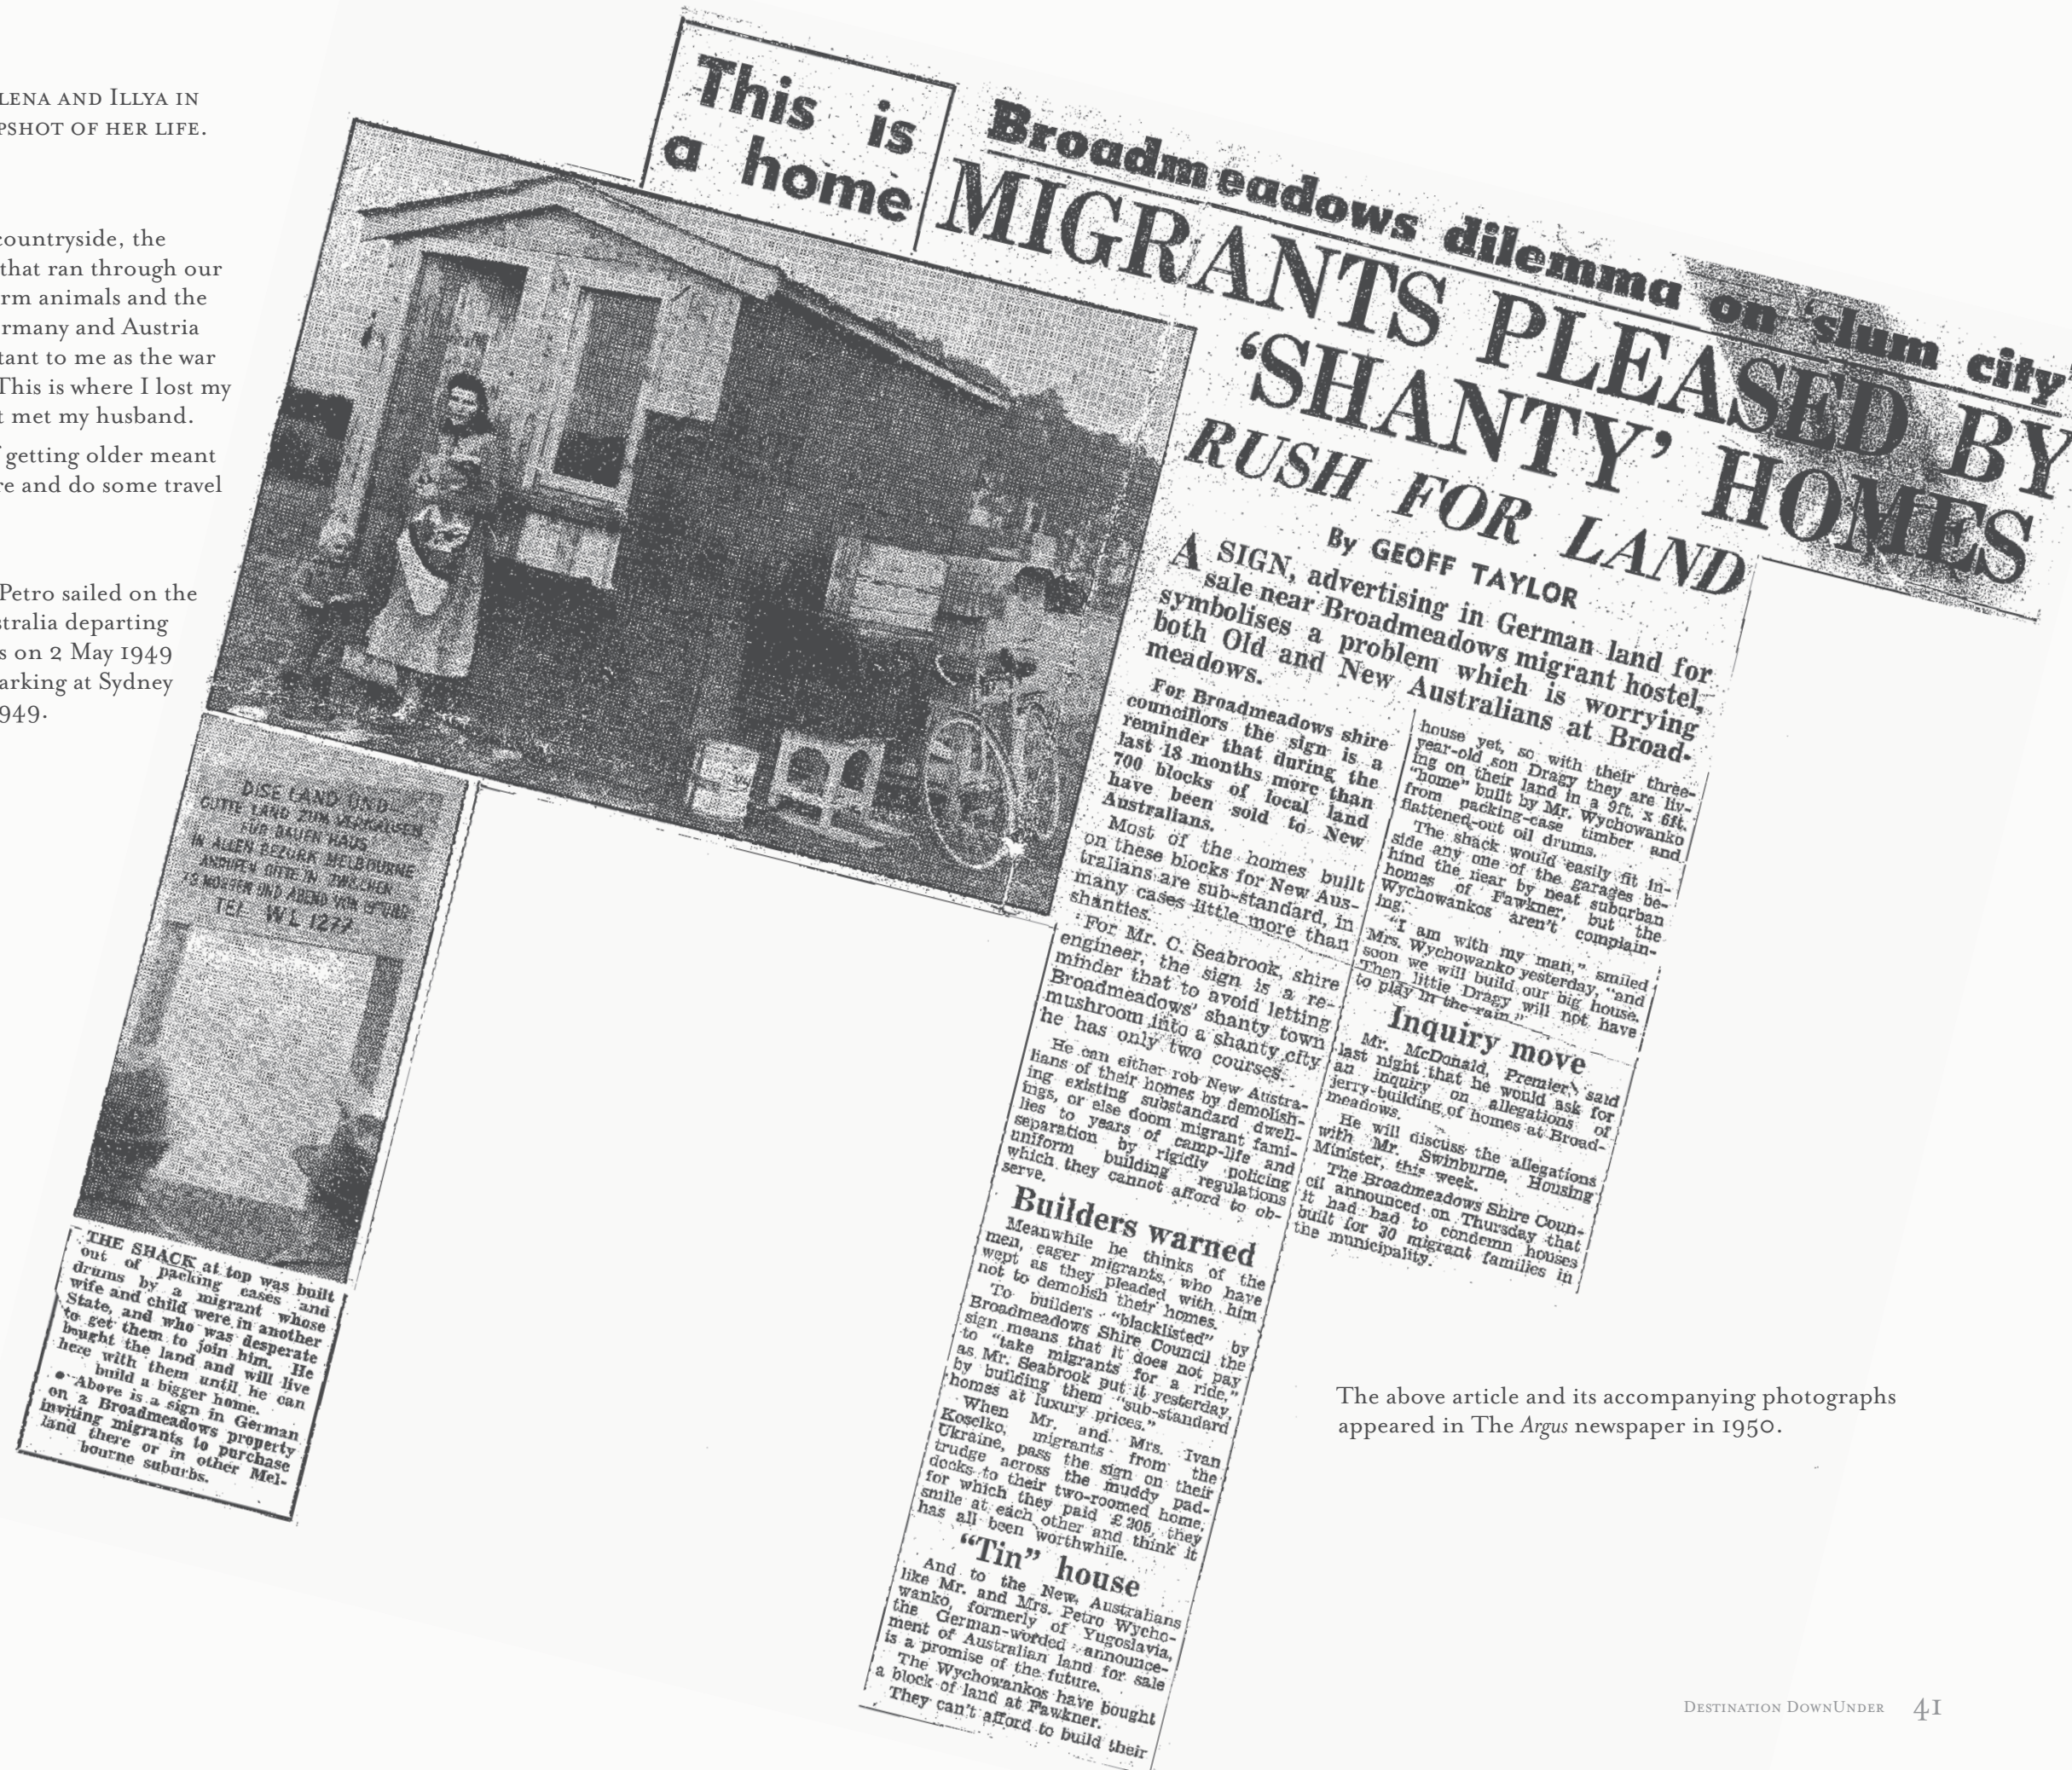 LENA AND ILLYA IN
PSHOT OF HER LIFE.
countryside, the
that ran through our
rm animals and the
ermany and Austria
tant to me as the war
This is where I lost my
t met my husband.
f getting older meant
re and do some travel
Petro sailed on the
stralia departing
s on 2 May 1949
arking at Sydney
949.
This is
a home
Broadmeadows dilemma on 'slum city'
MIGRANTS PLEASED BY
'SHANTY' HOMES
RUSH FOR LAND
By GEOFF TAYLOR
A SIGN, advertising in German land for
sale near Broadmeadows migrant hostel,
symbolises a problem which is worrying
both Old and New Australians at Broad-
meadows.
For Broadmeadows shire
councillors the sign is a
reminder that during the
last 18 months more than
700 blocks of local land
have been sold to New
Australians.
Most of the homes built
on these blocks for New Aus-
tralians are sub-standard, in
many cases little more than
shanties.
For Mr. C. Seabrook, shire
engineer, the sign is a re-
minder that to avoid letting
Broadmeadows' shanty town
mushroom into a shanty city
he has only two courses.
He can either rob New Austra-
lians of their homes by demolish-
ing existing substandard dwell-
ings, or else doom migrant fami-
lies to years of camp-life and
separation by rigidly policing
uniform building regulations
which they cannot afford to ob-
serve.
Builders warned
Meanwhile he thinks of the
men, eager migrants, who have
wept as they pleaded with him
not to demolish their homes.
To builders "blacklisted" by
Broadmeadows Shire Council the
sign means that it does not pay
to "take migrants for a ride,"
as Mr. Seabrook put it yesterday,
by building them "sub-standard
homes at luxury prices."
When Mr. and Mrs. Ivan
Koselko, migrants from the
Ukraine, pass the sign on their
trudge across the muddy pad-
docks to their two-roomed home,
for which they paid £205, they
smile at each other and think it
has all been worthwhile.
"Tin" house
And to the New Australians
like Mr. and Mrs. Petro Wycho-
wanko, formerly of Yugoslavia,
the German-worded announce-
ment of Australian land for sale
is a promise of the future.
The Wychowankos have bought
a block of land at Fawkner.
They can't afford to build their
house yet, so with their three-
year-old son Dragy they are liv-
ing on their land in a 9ft. x 6ft.
"home" built by Mr. Wychowanko
from packing-case timber and
flattened-out oil drums.
The shack would easily fit in-
side any one of the garages be-
hind the near by neat suburban
homes of Fawkner, but the
Wychowankos aren't complain-
ing.
"I am with my man," smiled
Mrs. Wychowanko yesterday, "and
soon we will build our big house.
Then little Dragy will not have
to play in the rain."
Inquiry move
Mr. McDonald, Premier, said
last night that he would ask for
an inquiry on allegations of
jerry-building of homes at Broad-
meadows.
He will discuss the allegations
with Mr. Swinburne, Housing
Minister, this week.
The Broadmeadows Shire Coun-
cil announced on Thursday that
it had had to condemn houses
built for 30 migrant families in
the municipality.
DISE LAND UND
GUTTE LAND ZUM VERKAUSEN
FUR BAUEN HAUS
IN ALLEN BEZURK MELBOURNE
TEL WL 1277
THE SHACK at top was built
out of packing cases and
drums by a migrant whose
wife and child were in another
State, and who was desperate
to get them to join him. He
bought the land and will live
here with them until he can
build a bigger home.
● Above is a sign in German
on a Broadmeadows property
inviting migrants to purchase
land there or in other Mel-
bourne suburbs.
The above article and its accompanying photographs
appeared in The Argus newspaper in 1950.
DESTINATION DOWNUNDER 41